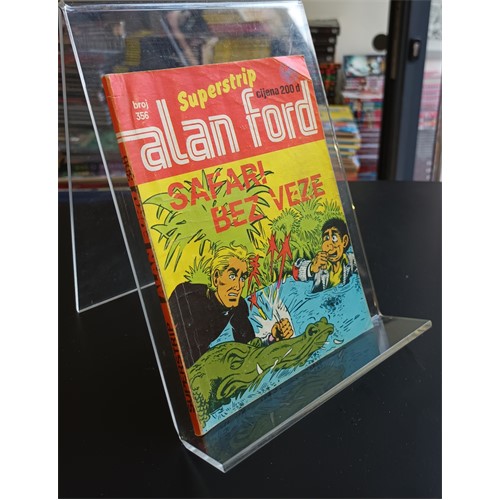 Superstrip
broj
356
cijena 200 d
alan ford
SAFARI
BEZ VEZE